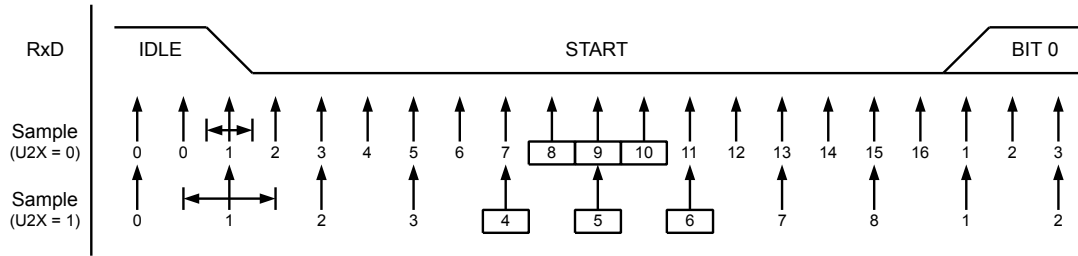 RxD IDLE START BIT 0
Sample
(U2X = 0) 0 0 1 2 3 4 5 6 7 8 9 10 11 12 13 14 15 16 1 2 3
Sample
(U2X = 1) 0 1 2 3 4 5 6 7 8 1 2